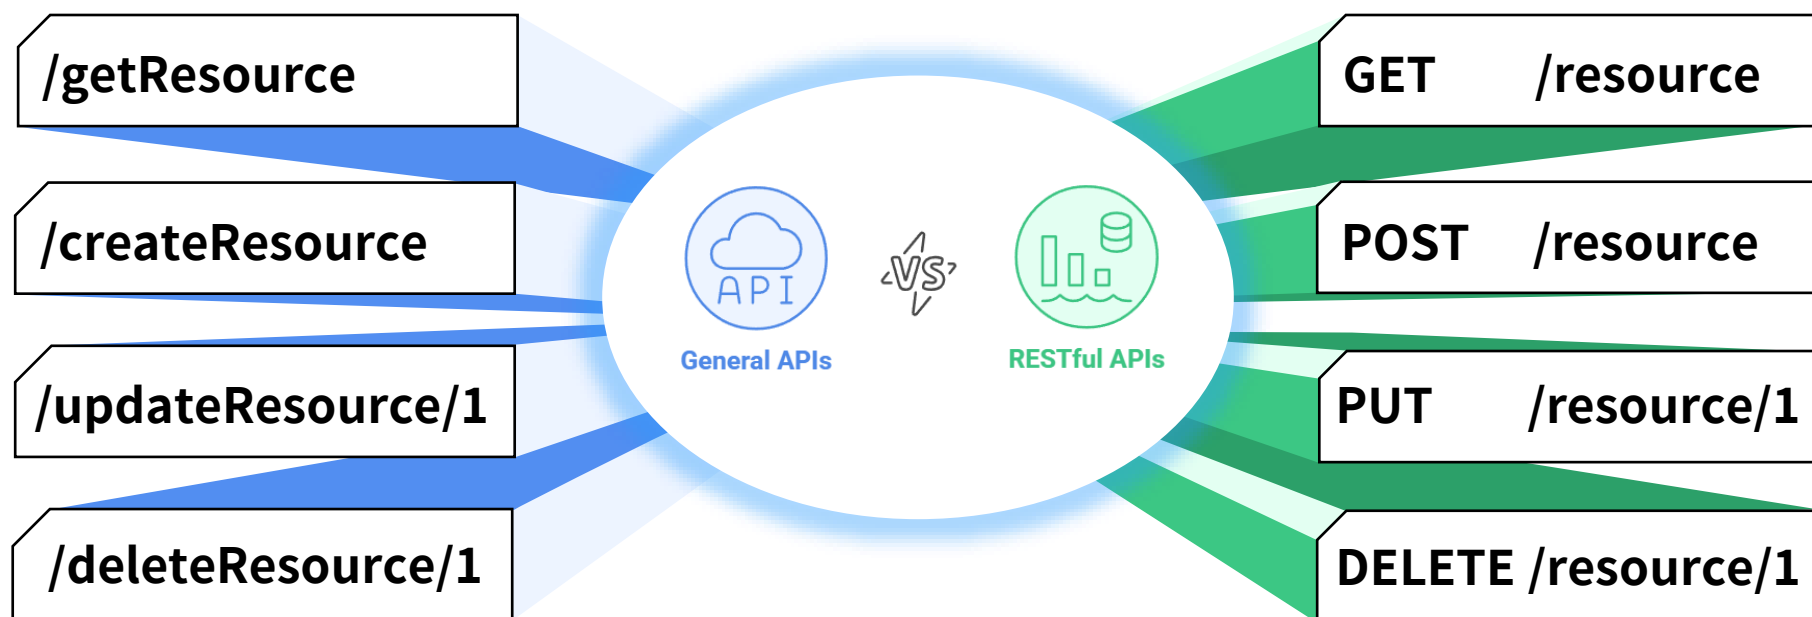 /getResource
/createResource
/updateResource/1
/deleteResource/1
API
General APIs
VS
RESTful APIs
GET /resource
POST /resource
PUT /resource/1
DELETE /resource/1